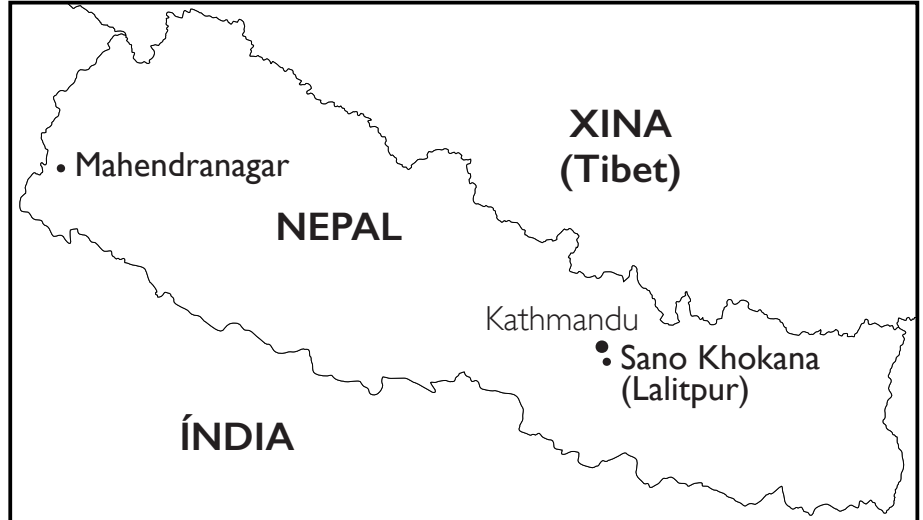 XINA
(Tibet)
Mahendranagar
NEPAL
Kathmandu
Sano Khokana
(Lalitpur)
ÍNDIA